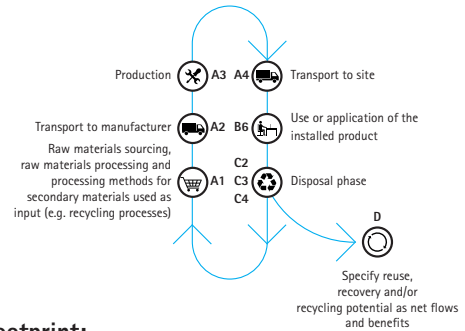 Production
A3
A4
Transport to site
Transport to manufacturer
A2
B6
Use or application of the
installed product
Raw materials sourcing,
raw materials processing and
processing methods for
secondary materials used as
input (e.g. recycling processes)
A1
C2
C3
C4
Disposal phase
D
Specify reuse,
recovery and/or
recycling potential as net flows
and benefits